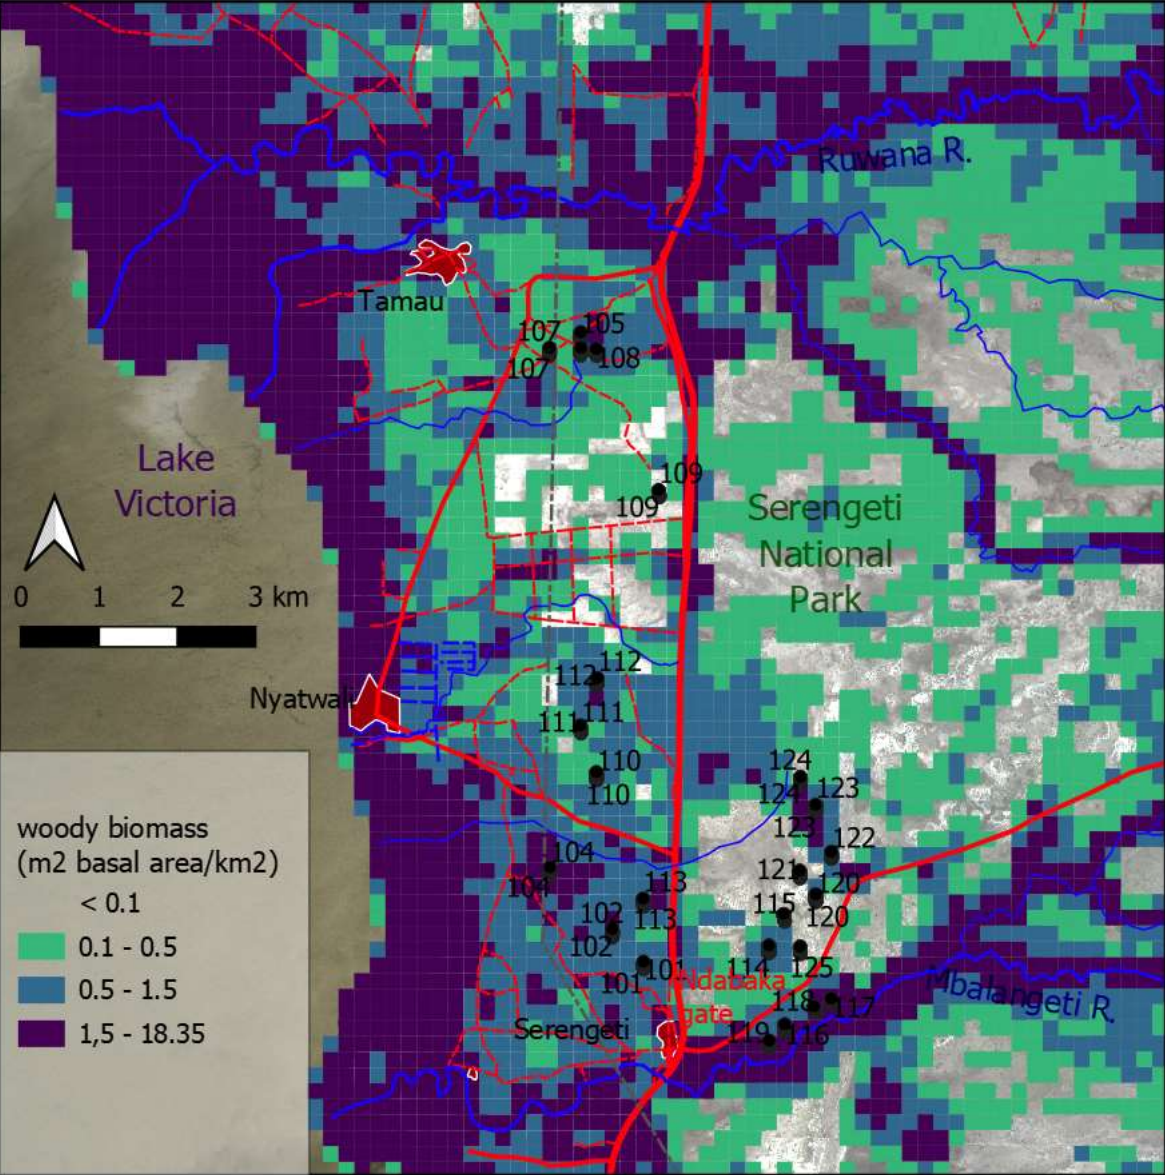 Ruwana R.
Tamau
107
105
107
108
Lake
Victoria
109
109
Serengeti
National
Park
0 1 2 3 km
112
112
Nyatwali
111
111
110
110
124
124
123
123
122
104
104
121
120
120
113
113
115
102
102
101
101
114
125
Ndabaka
gate
Mbalangeti R.
118
117
Serengeti
119
116
woody biomass
(m2 basal area/km2)
< 0.1
0.1 - 0.5
0.5 - 1.5
1,5 - 18.35